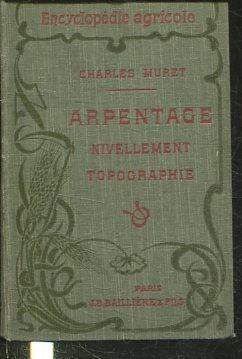 Encyclopédie agricole
CHARLES MURET
ARPENTAGE
NIVELLEMENT
TOPOGRAPHIE
PARIS
J.B. BAILLIÈRE & FILS